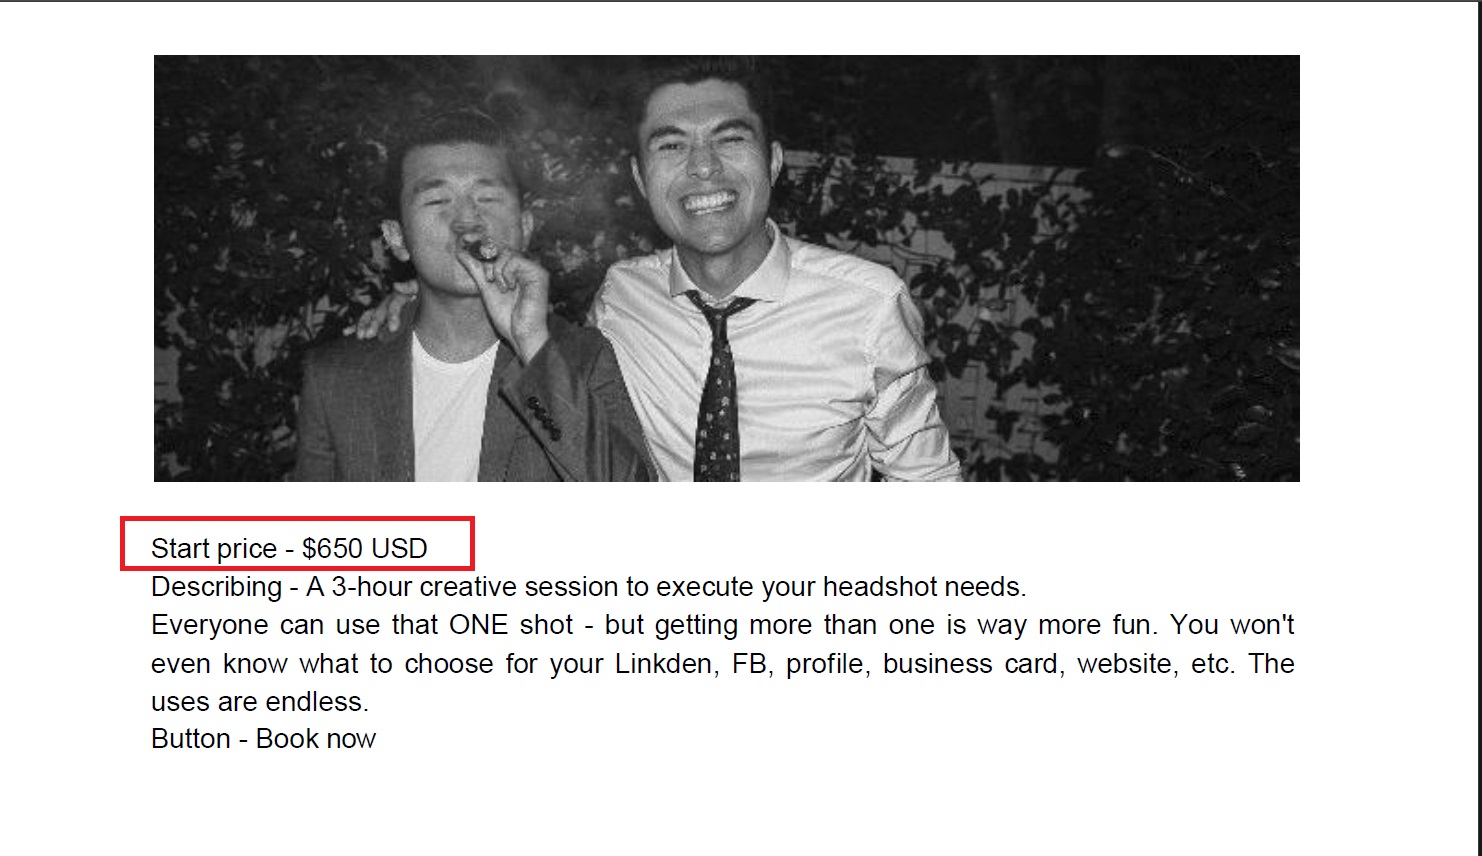 Start price - $650 USD
Describing - A 3-hour creative session to execute your headshot needs.
Everyone can use that ONE shot - but getting more than one is way more fun. You won't
even know what to choose for your Linkden, FB, profile, business card, website, etc. The
uses are endless.
Button - Book now